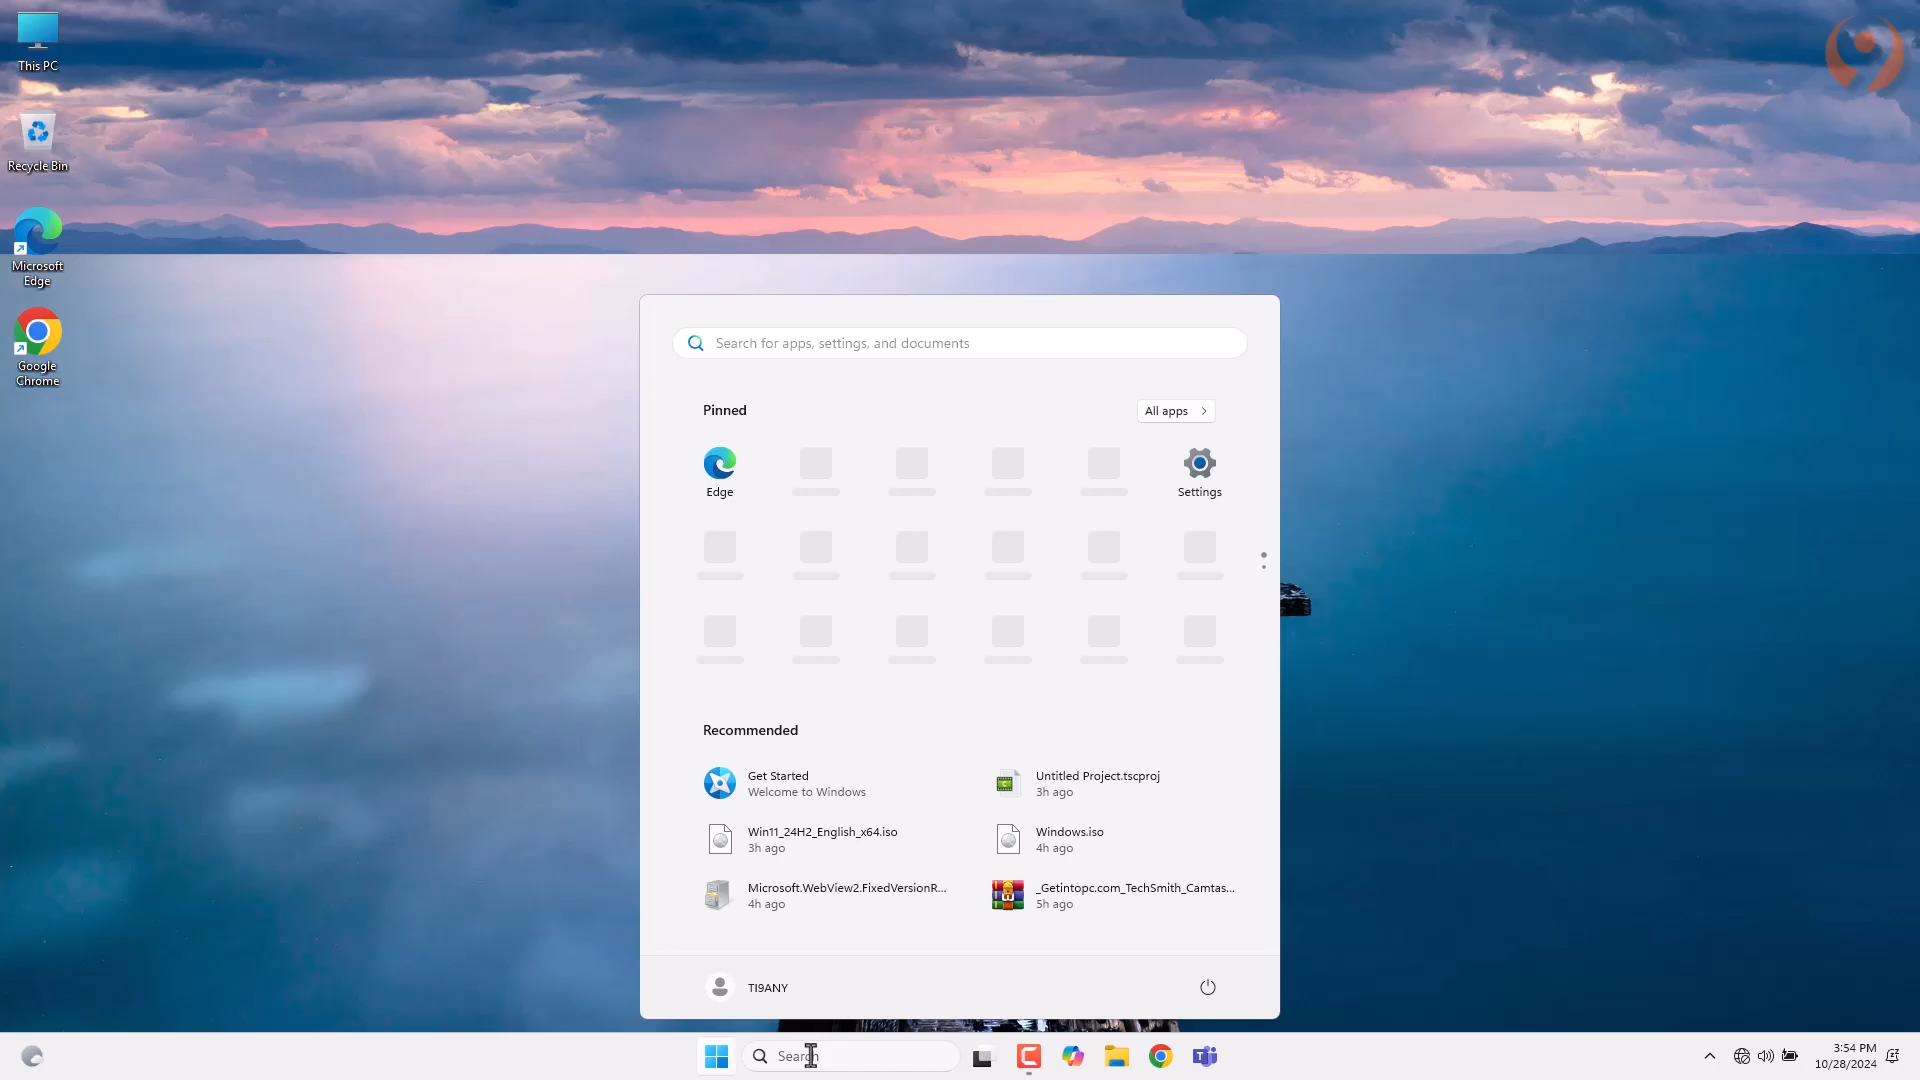 This PC
Recycle Bin
Microsoft
Edge
Google
Chrome
Search for apps, settings, and documents
Pinned
All apps
Edge
Settings
Recommended
Get Started
Welcome to Windows
Untitled Project.tscproj
3h ago
Win11_24H2_English_x64.iso
3h ago
Windows.iso
4h ago
Microsoft.WebView2.FixedVersionR...
4h ago
_Getintopc.com_TechSmith_Camtas...
5h ago
TI9ANY
Search
3:54 PM
10/28/2024